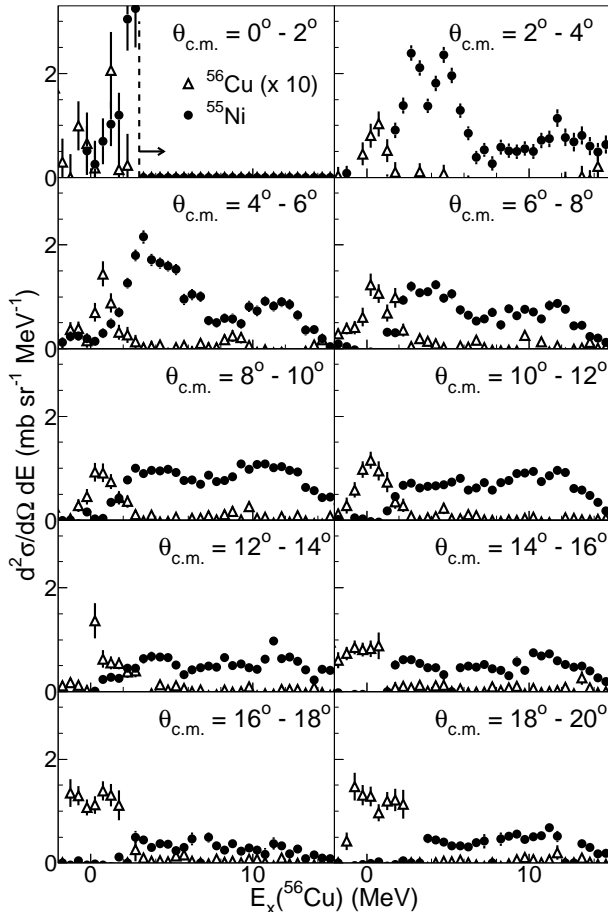 θc.m. = 0° - 2°
θc.m. = 2° - 4°
2
△ ⁵⁶Cu (x 10)
● ⁵⁵Ni
0
θc.m. = 4° - 6°
θc.m. = 6° - 8°
2
0
θc.m. = 8° - 10°
θc.m. = 10° - 12°
2
0
θc.m. = 12° - 14°
θc.m. = 14° - 16°
2
0
θc.m. = 16° - 18°
θc.m. = 18° - 20°
2
0
0 10 0 10
d²σ/dΩ dE (mb sr⁻¹ MeV⁻¹)
Eₓ(⁵⁶Cu) (MeV)